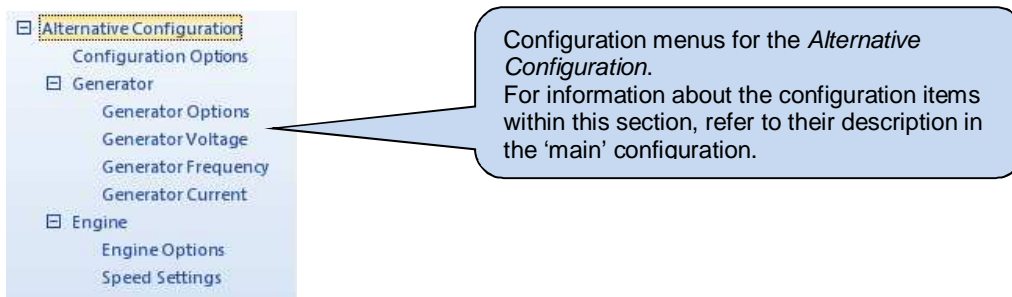 Alternative Configuration
Configuration Options
Generator
Generator Options
Generator Voltage
Generator Frequency
Generator Current
Engine
Engine Options
Speed Settings
Configuration menus for the Alternative
Configuration.
For information about the configuration items
within this section, refer to their description in
the ‘main’ configuration.